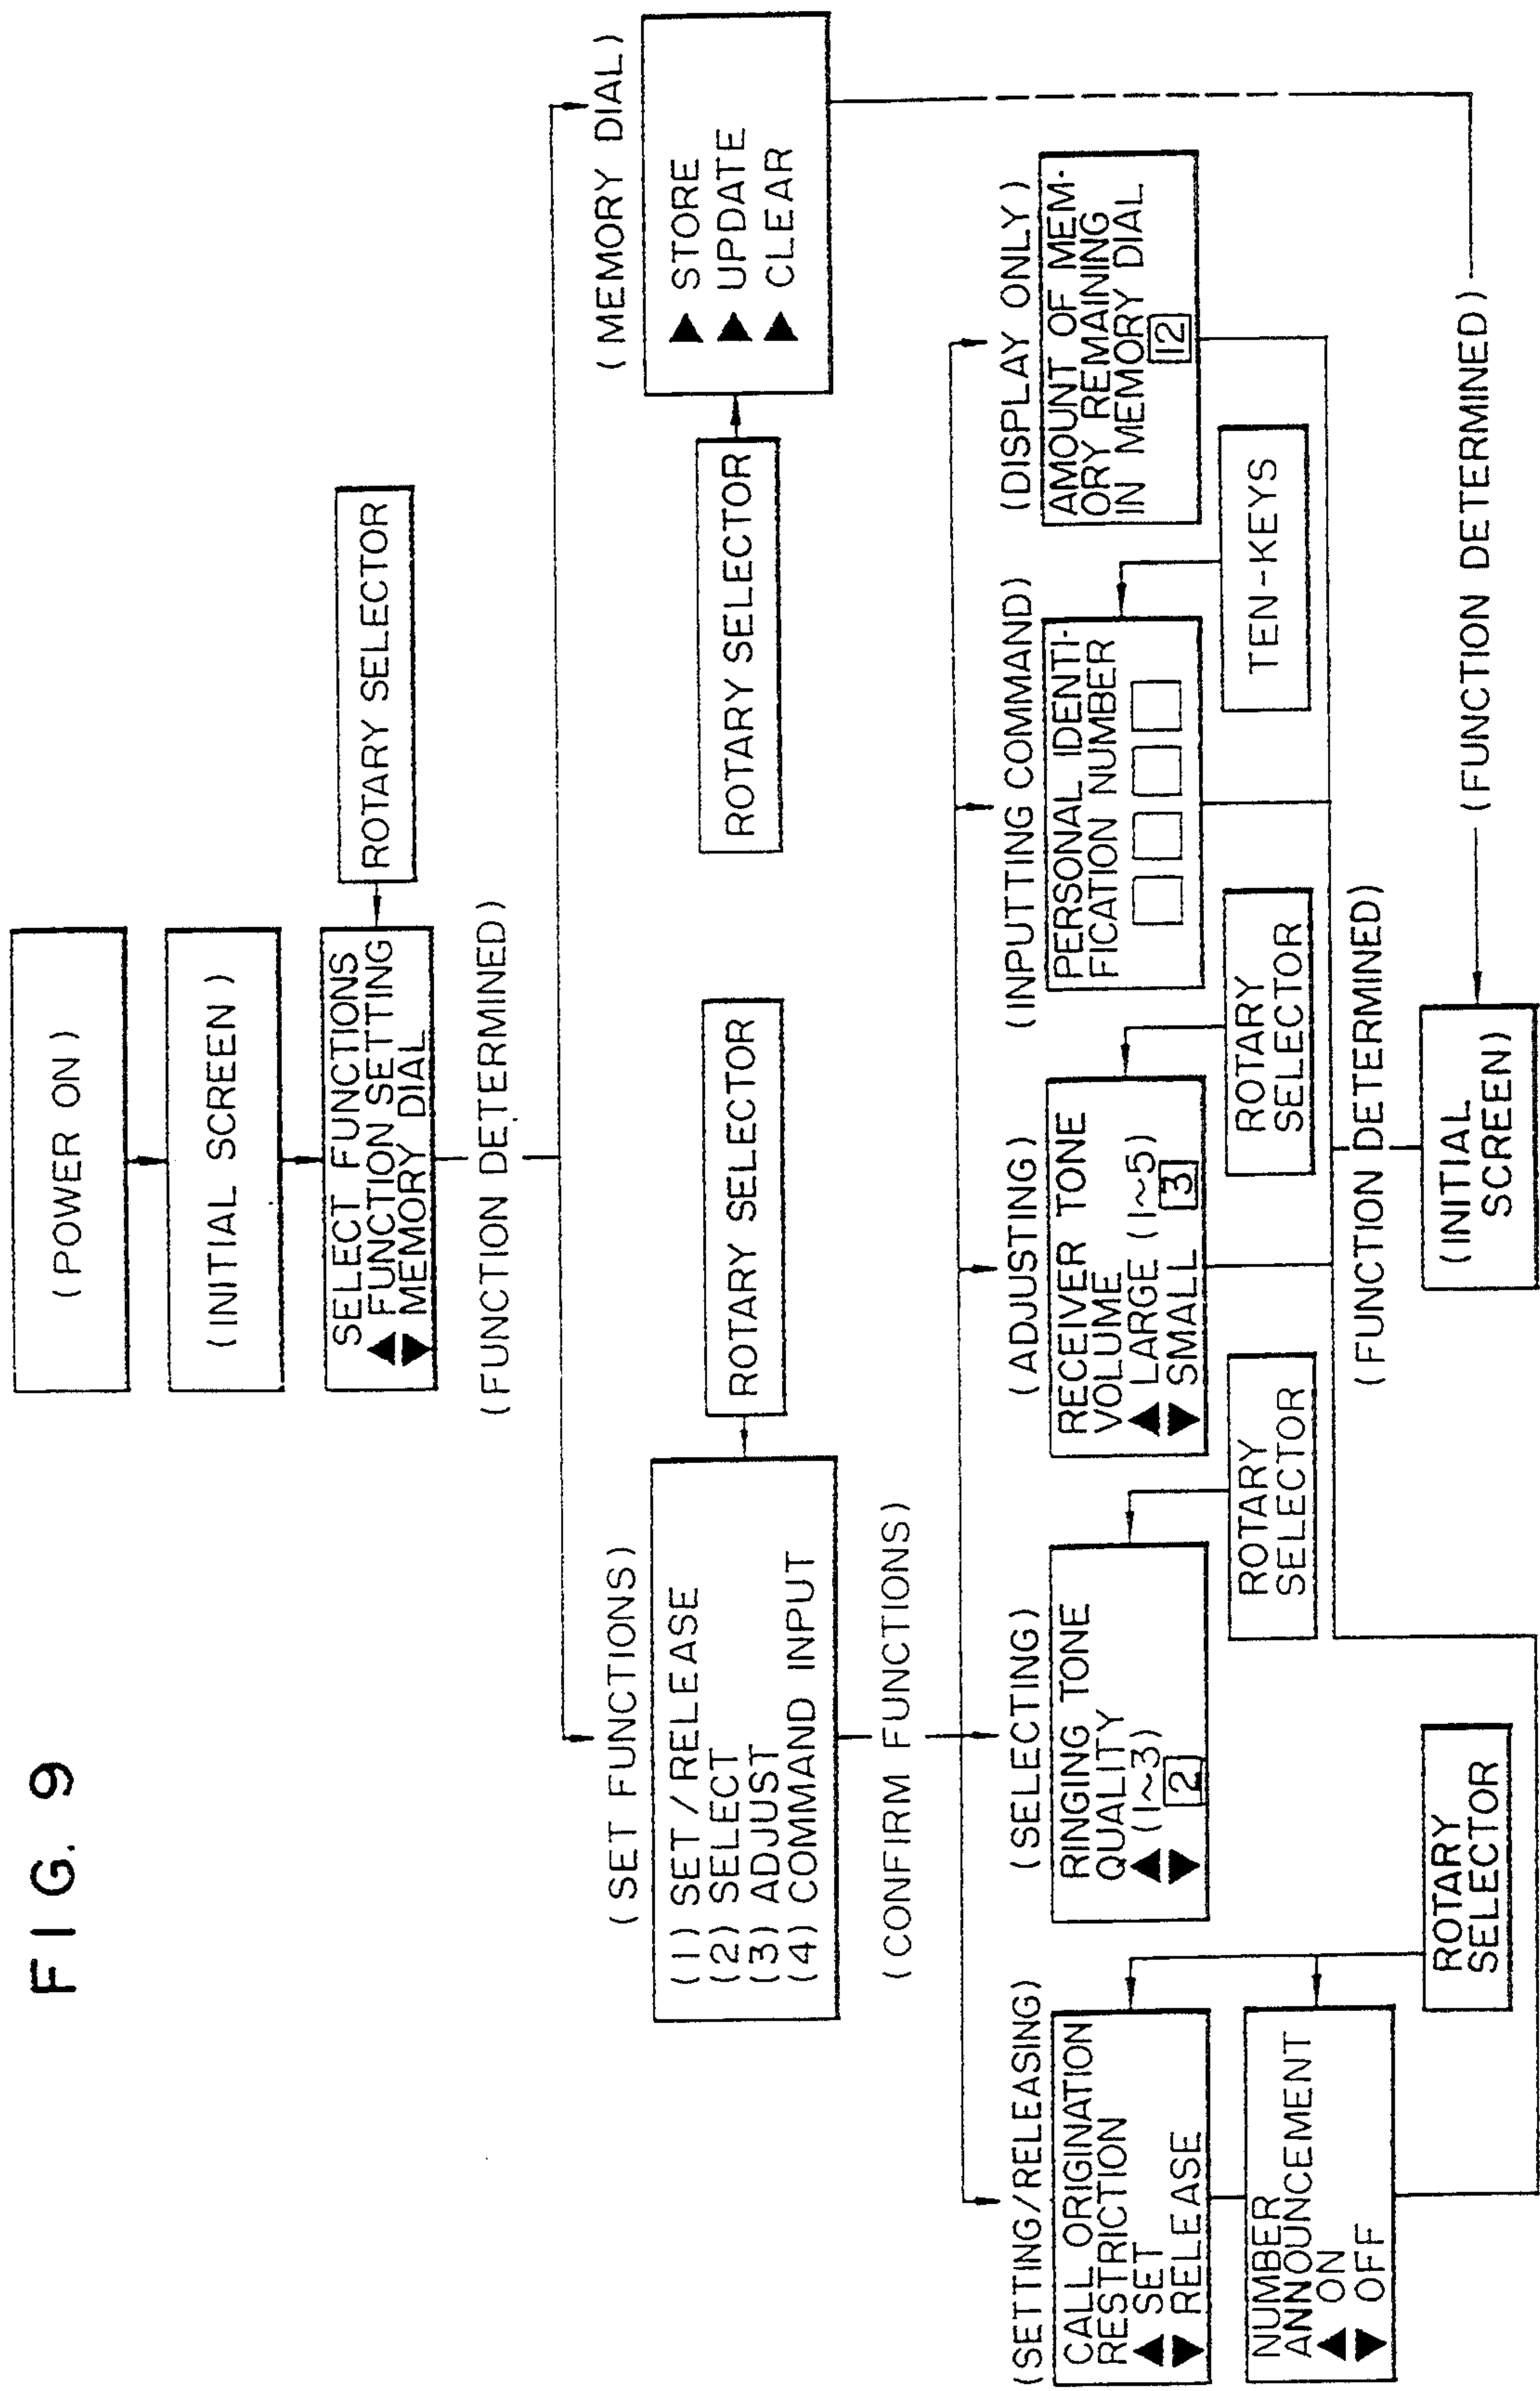 FIG. 9
(POWER ON)
(INITIAL SCREEN)
SELECT FUNCTIONS
▲ FUNCTION SETTING
▼ MEMORY DIAL
ROTARY SELECTOR
(FUNCTION DETERMINED)
(SET FUNCTIONS)
(1) SET/RELEASE
(2) SELECT
(3) ADJUST
(4) COMMAND INPUT
ROTARY SELECTOR
ROTARY SELECTOR
(MEMORY DIAL)
▲ STORE
▲ UPDATE
▲ CLEAR
(CONFIRM FUNCTIONS)
(SETTING/RELEASING)
CALL ORIGINATION
RESTRICTION
▲ SET
▼ RELEASE
NUMBER
ANNOUNCEMENT
▲ ON
▼ OFF
ROTARY
SELECTOR
(SELECTING)
RINGING TONE
QUALITY
▲ (1~3)
▼ 2
ROTARY
SELECTOR
(ADJUSTING)
RECEIVER TONE
VOLUME
▲ LARGE (1~5)
▼ SMALL 3
ROTARY
SELECTOR
(INPUTTING COMMAND)
PERSONAL IDENTI-
FICATION NUMBER
TEN-KEYS
(DISPLAY ONLY)
AMOUNT OF MEM-
ORY REMAINING
IN MEMORY DIAL
12
(FUNCTION DETERMINED)
(FUNCTION DETERMINED)
(INITIAL
SCREEN)